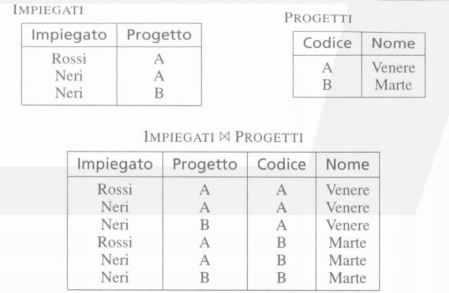 IMPIEGATI
Impiegato Progetto
Rossi A
Neri A
Neri B
PROGETTI
Codice Nome
A Venere
B Marte
IMPIEGATI ⋈ PROGETTI
Impiegato Progetto Codice Nome
Rossi A A Venere
Neri A A Venere
Neri B A Venere
Rossi A B Marte
Neri A B Marte
Neri B B Marte